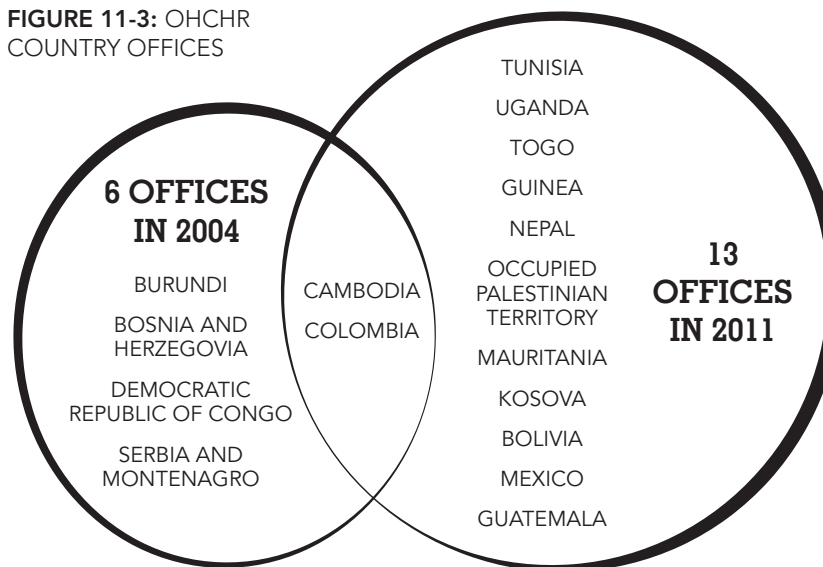 FIGURE 11-3: OHCHR
COUNTRY OFFICES
6 OFFICES
IN 2004
BURUNDI
BOSNIA AND
HERZEGOVIA
DEMOCRATIC
REPUBLIC OF CONGO
SERBIA AND
MONTENAGRO
CAMBODIA
COLOMBIA
TUNISIA
UGANDA
TOGO
GUINEA
NEPAL
OCCUPIED
PALESTINIAN
TERRITORY
MAURITANIA
KOSOVA
BOLIVIA
MEXICO
GUATEMALA
13
OFFICES
IN 2011